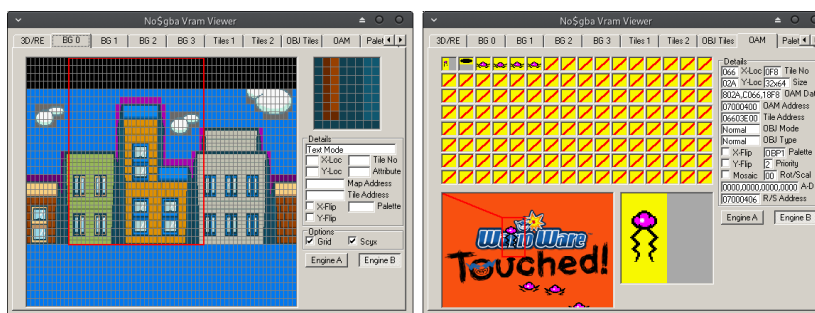 No$gba Vram Viewer
3D/RE BG 0 BG 1 BG 2 BG 3 Tiles 1 Tiles 2 OBJ Tiles OAM Palet
Details
Text Mode
X-Loc Tile No
Y-Loc Attribute
Map Address
Tile Address
X-Flip Palette
Y-Flip
Options
Grid Scyx
Engine A Engine B
No$gba Vram Viewer
3D/RE BG 0 BG 1 BG 2 BG 3 Tiles 1 Tiles 2 OBJ Tiles OAM Palet
Details
066 X-Loc 0F8 Tile No
02A Y-Loc 32x64 Size
802A,C066,18F8 OAM Dat
07000400 OAM Address
06603E00 Tile Address
Normal OBJ Mode
Normal OBJ Type
X-Flip OBP1 Palette
Y-Flip 2 Priority
Mosaic 00 Rot/Scal
0000,0000,0000,0000 A-D
07000406 R/S Address
Engine A Engine B
WarioWare
Touched!